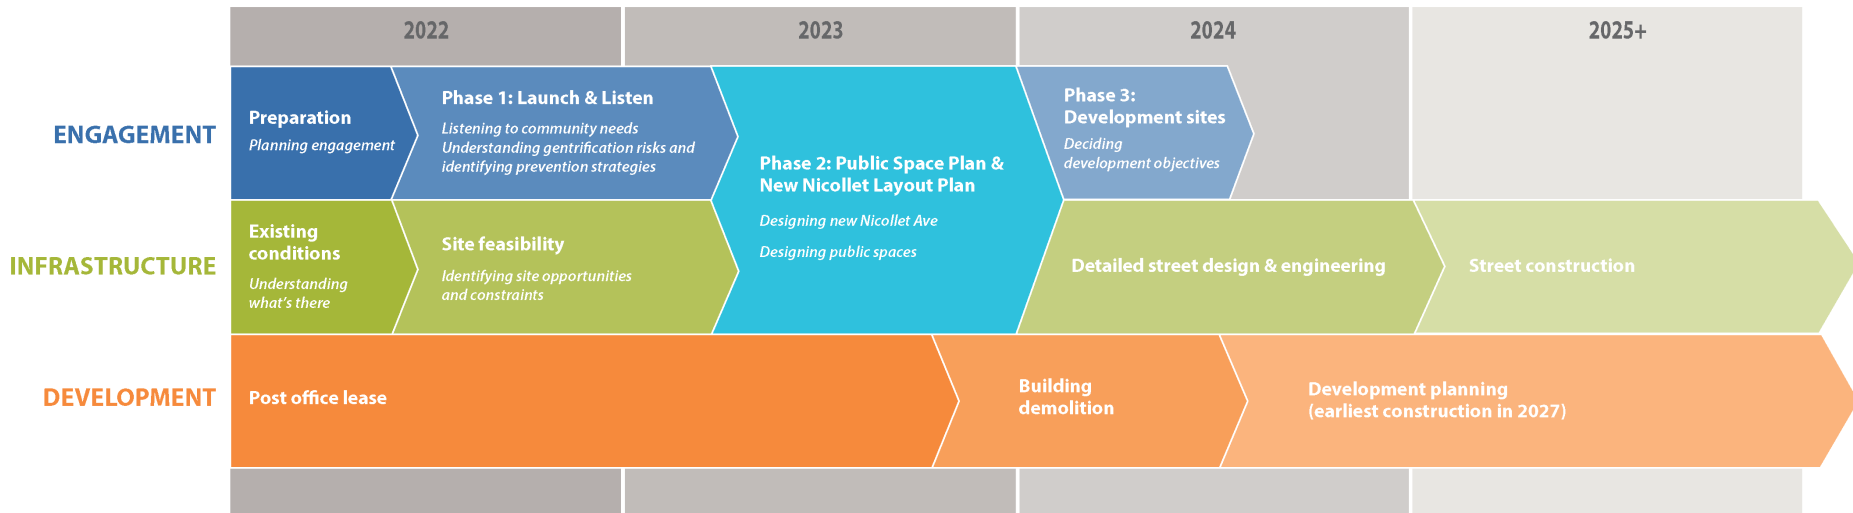 2022
2023
2024
2025+
ENGAGEMENT
Preparation
Planning engagement
Phase 1: Launch & Listen
Listening to community needs
Understanding gentrification risks and
identifying prevention strategies
Phase 2: Public Space Plan &
New Nicollet Layout Plan
Designing new Nicollet Ave
Designing public spaces
Phase 3:
Development sites
Deciding
development objectives
INFRASTRUCTURE
Existing
conditions
Understanding
what's there
Site feasibility
Identifying site opportunities
and constraints
Detailed street design & engineering
Street construction
DEVELOPMENT
Post office lease
Building
demolition
Development planning
(earliest construction in 2027)